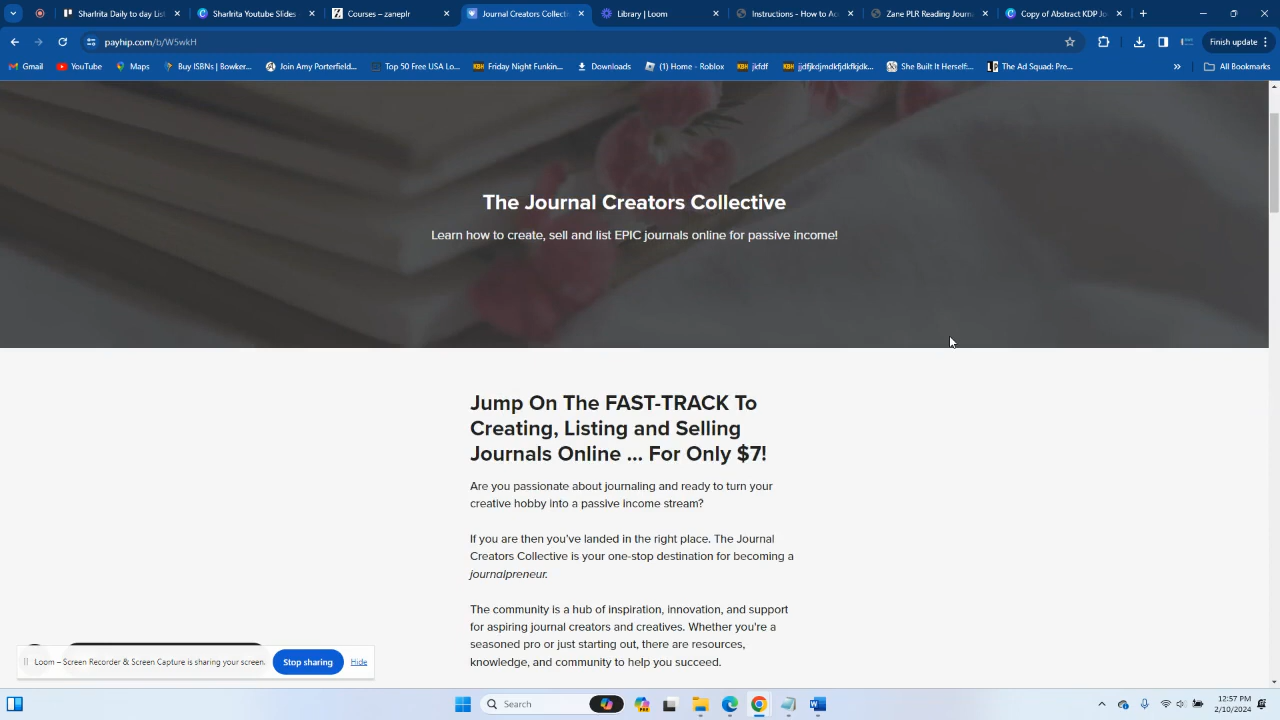 Sharlrita Daily to day List
Sharlrita Youtube Slides
Courses – zaneplr
Journal Creators Collectiv
Library | Loom
Instructions - How to Ac
Zane PLR Reading Journa
Copy of Abstract KDP Jo
payhip.com/b/W5wkH
Finish update
Gmail
YouTube
Maps
Buy ISBNs | Bowker...
Join Amy Porterfield...
Top 50 Free USA Lo...
KBH Friday Night Funkin...
Downloads
(1) Home - Roblox
KBH jkfdf
KBH jjdfjkdjmdkfjdkfkjdk...
She Built It Herself:...
The Ad Squad: Pre...
All Bookmarks
The Journal Creators Collective
Learn how to create, sell and list EPIC journals online for passive income!
Jump On The FAST-TRACK To
Creating, Listing and Selling
Journals Online ... For Only $7!
Are you passionate about journaling and ready to turn your
creative hobby into a passive income stream?
If you are then you've landed in the right place. The Journal
Creators Collective is your one-stop destination for becoming a
journalpreneur.
The community is a hub of inspiration, innovation, and support
for aspiring journal creators and creatives. Whether you're a
seasoned pro or just starting out, there are resources,
knowledge, and community to help you succeed.
Loom – Screen Recorder & Screen Capture is sharing your screen.
Stop sharing
Hide
Search
12:57 PM
2/10/2024